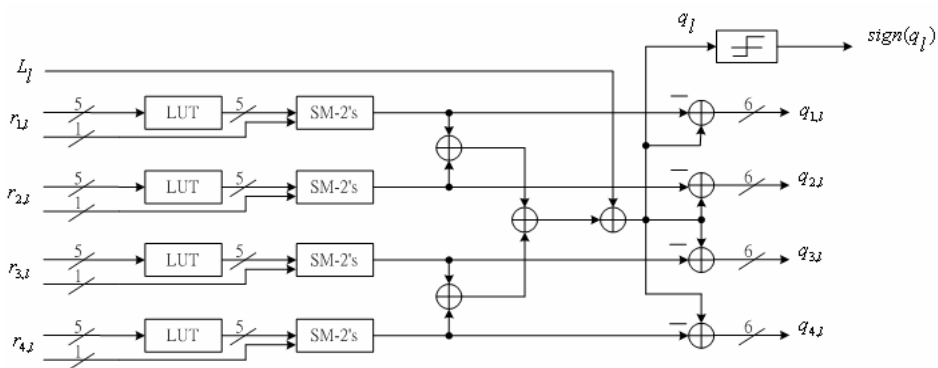 q_l
sign(q_l)
L_l
r_{1,l} 5 1 LUT 5 SM-2's − 6 q_{1,l}
r_{2,l} 5 1 LUT 5 SM-2's − 6 q_{2,l}
r_{3,l} 5 1 LUT 5 SM-2's − 6 q_{3,l}
r_{4,l} 5 1 LUT 5 SM-2's − 6 q_{4,l}